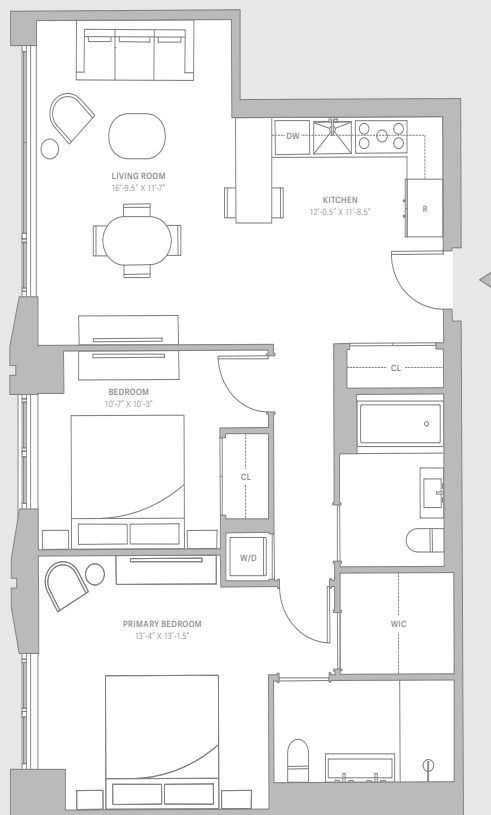 DW
LIVING ROOM
16'-9.5" X 11'-7"
KITCHEN
12'-0.5" X 11'-8.5"
R
CL
BEDROOM
10'-7" X 10'-3"
CL
W/D
PRIMARY BEDROOM
13'-4" X 13'-1.5"
WIC